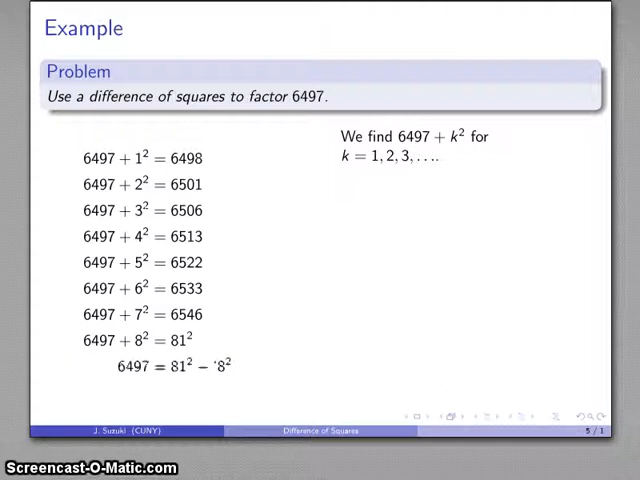 Example
Problem
Use a difference of squares to factor 6497.
We find 6497 + k² for
k = 1, 2, 3, . . ..
6497 + 1² = 6498
6497 + 2² = 6501
6497 + 3² = 6506
6497 + 4² = 6513
6497 + 5² = 6522
6497 + 6² = 6533
6497 + 7² = 6546
6497 + 8² = 81²
6497 = 81² − 8²
J. Suzuki (CUNY) Difference of Squares 5 / 1
Screencast-O-Matic.com